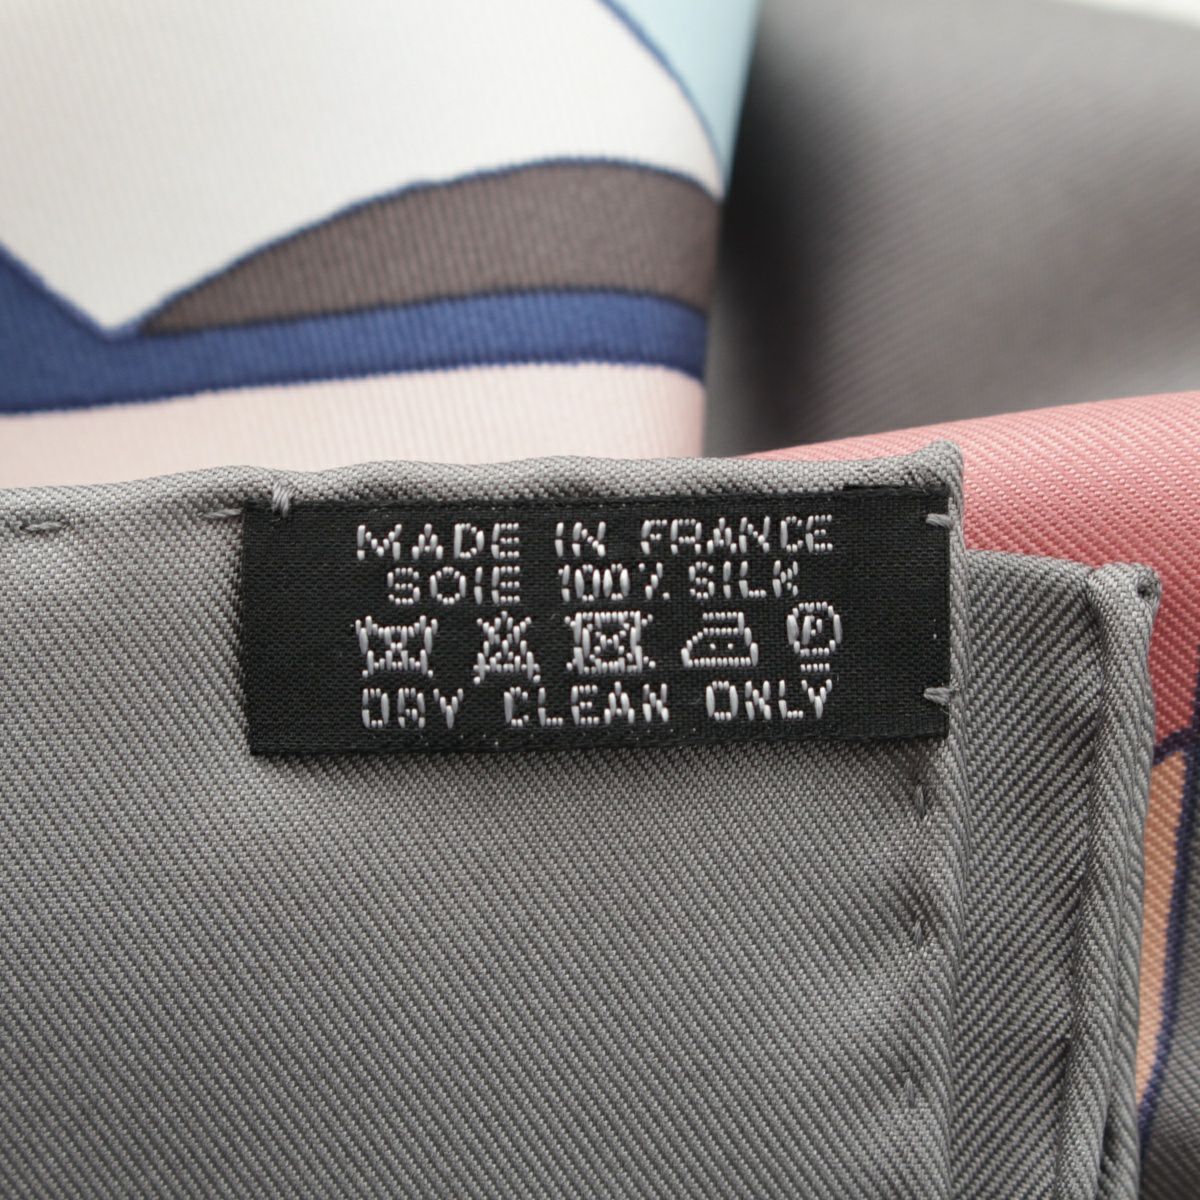 MADE IN FRANCE
SOIE 100% SILK
P
DRY CLEAN ONLY